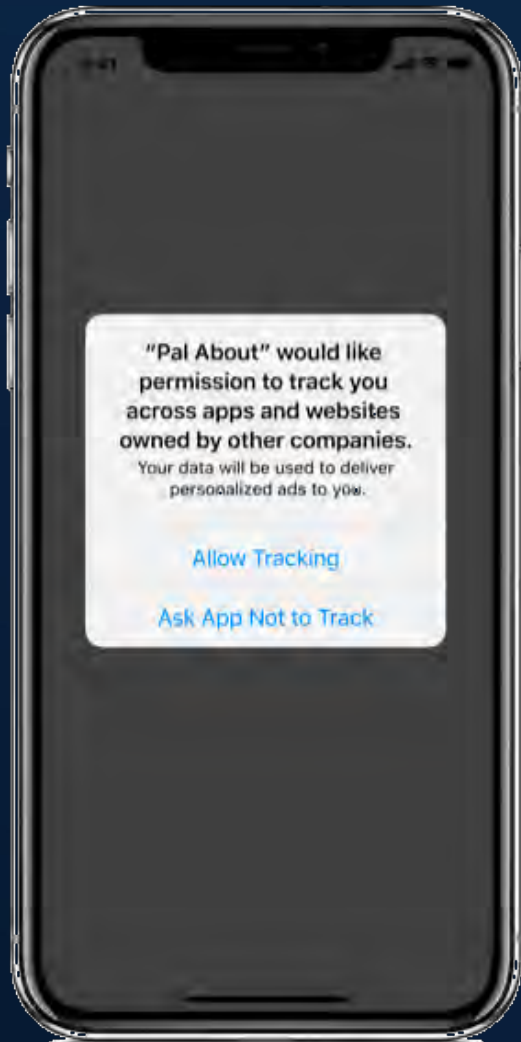 "Pal About" would like
permission to track you
across apps and websites
owned by other companies.
Your data will be used to deliver
personalized ads to you.
Allow Tracking
Ask App Not to Track